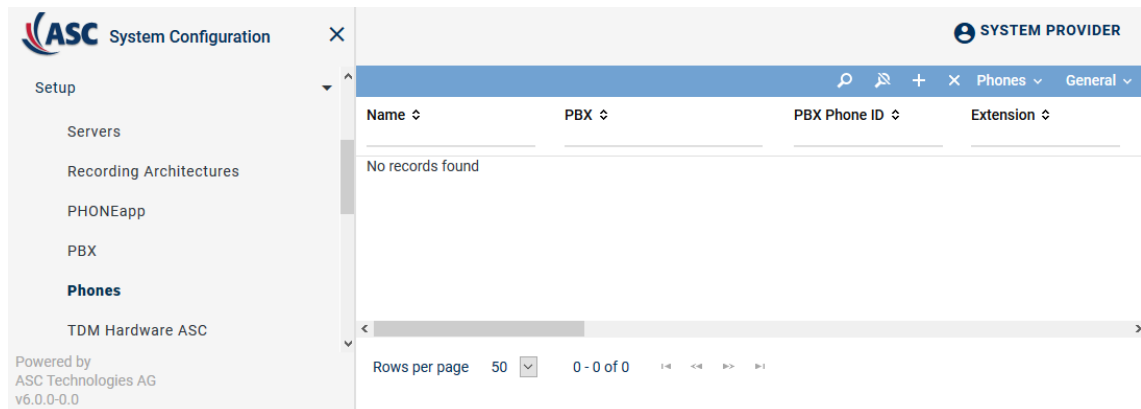 ASC System Configuration
SYSTEM PROVIDER
Setup
Servers
Recording Architectures
PHONEapp
PBX
Phones
TDM Hardware ASC
Powered by
ASC Technologies AG
v6.0.0-0.0
Phones General
Name PBX PBX Phone ID Extension
No records found
Rows per page 50 0 - 0 of 0